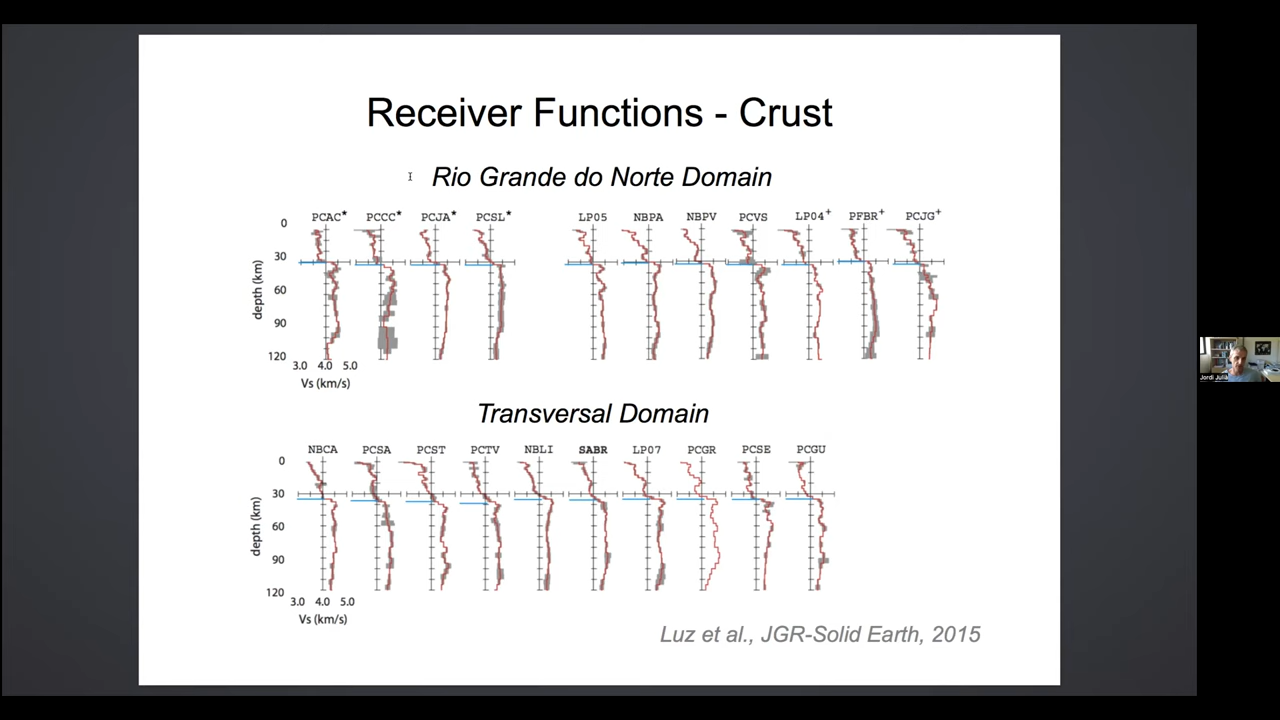 Receiver Functions - Crust
Rio Grande do Norte Domain
PCAC* PCCC* PCJA* PCSL* LP05 NBPA NBPV PCVS LP04+ PFBR+ PCJG+
0
30
60
90
120
depth (km)
3.0 4.0 5.0
Vs (km/s)
Transversal Domain
NBCA PCSA PCST PCTV NBLI SABR LP07 PCGR PCSE PCGU
0
30
60
90
120
depth (km)
3.0 4.0 5.0
Vs (km/s)
Luz et al., JGR-Solid Earth, 2015
Jordi Julià